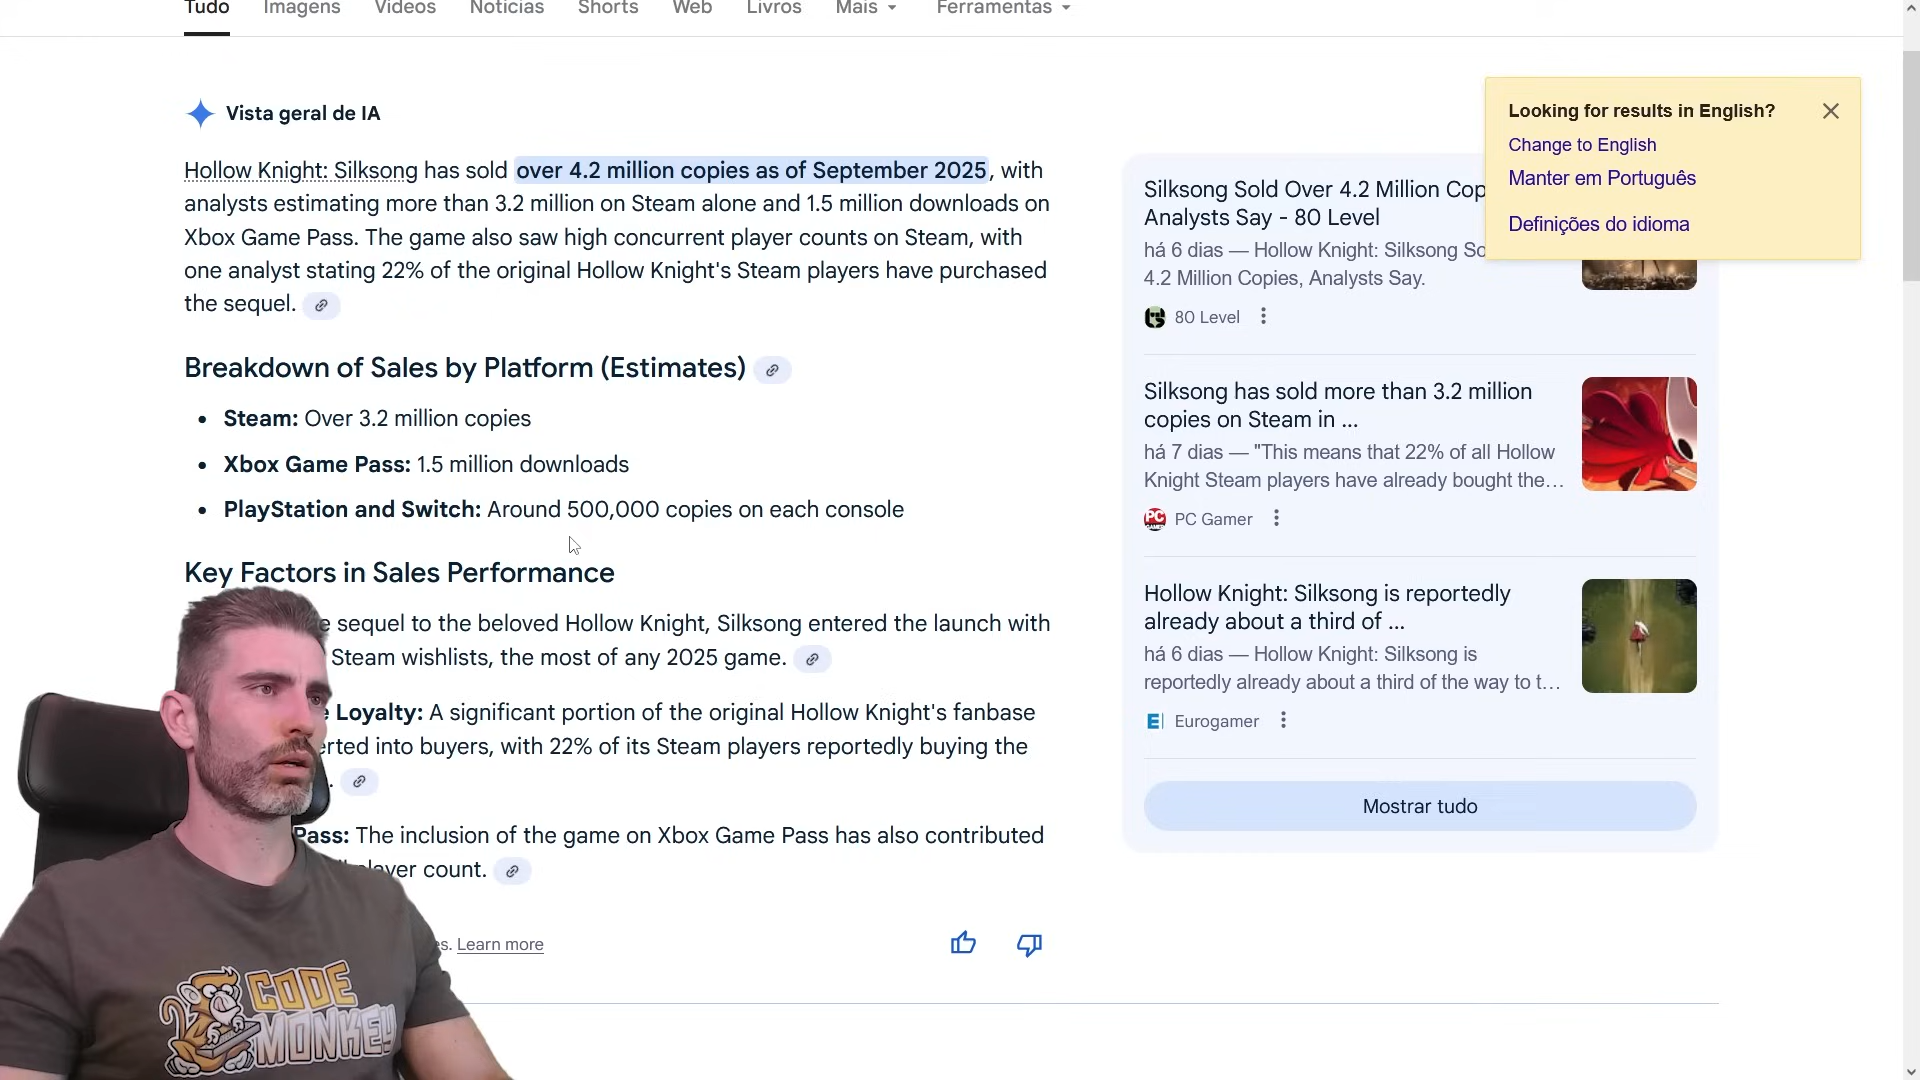 Tudo Imagens Vídeos Notícias Shorts Web Livros Mais Ferramentas
Vista geral de IA
Hollow Knight: Silksong has sold over 4.2 million copies as of September 2025, with
analysts estimating more than 3.2 million on Steam alone and 1.5 million downloads on
Xbox Game Pass. The game also saw high concurrent player counts on Steam, with
one analyst stating 22% of the original Hollow Knight's Steam players have purchased
the sequel.
Breakdown of Sales by Platform (Estimates)
• Steam: Over 3.2 million copies
• Xbox Game Pass: 1.5 million downloads
• PlayStation and Switch: Around 500,000 copies on each console
Key Factors in Sales Performance
sequel to the beloved Hollow Knight, Silksong entered the launch with
Steam wishlists, the most of any 2025 game.
Loyalty: A significant portion of the original Hollow Knight's fanbase
erted into buyers, with 22% of its Steam players reportedly buying the
Pass: The inclusion of the game on Xbox Game Pass has also contributed
player count.
es. Learn more
Looking for results in English?
Change to English
Manter em Português
Definições do idioma
Silksong Sold Over 4.2 Million Cop
Analysts Say - 80 Level
há 6 dias — Hollow Knight: Silksong So
4.2 Million Copies, Analysts Say.
80 Level
Silksong has sold more than 3.2 million
copies on Steam in ...
há 7 dias — "This means that 22% of all Hollow
Knight Steam players have already bought the...
PC Gamer
Hollow Knight: Silksong is reportedly
already about a third of ...
há 6 dias — Hollow Knight: Silksong is
reportedly already about a third of the way to t...
Eurogamer
Mostrar tudo
CODE
MONKEY